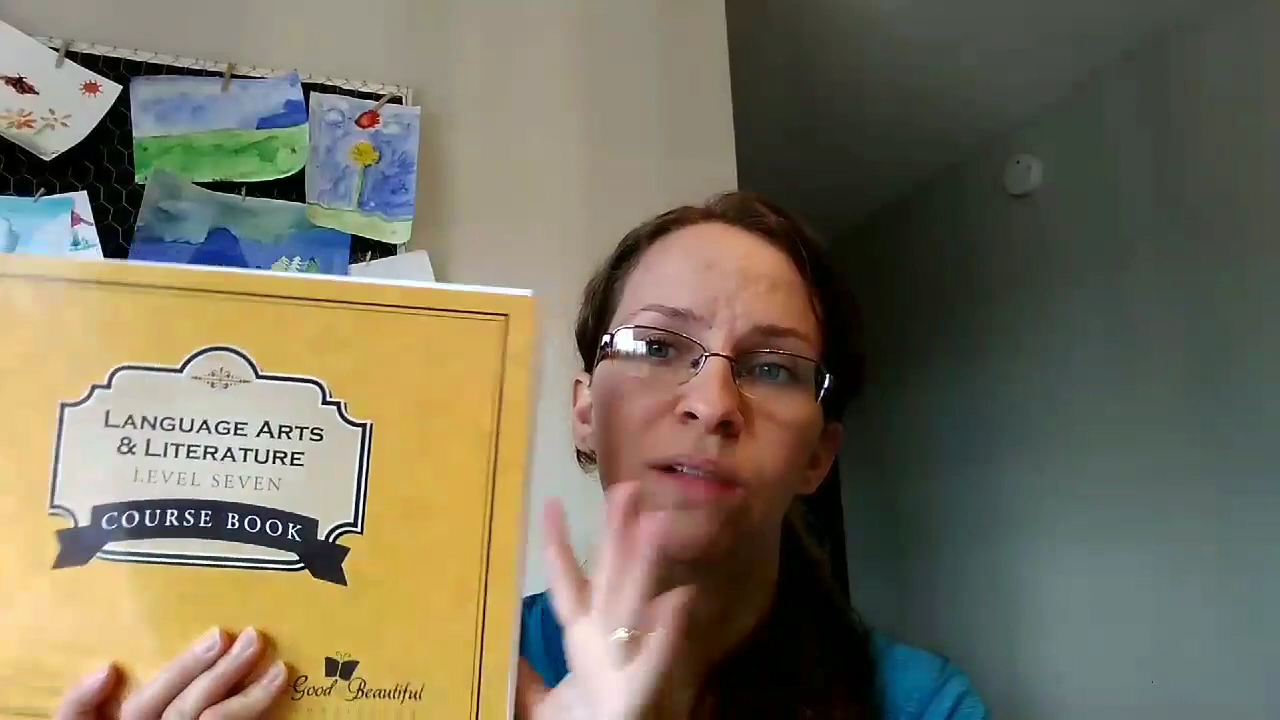 LANGUAGE ARTS
& LITERATURE
LEVEL SEVEN
COURSE BOOK
Good Beautiful